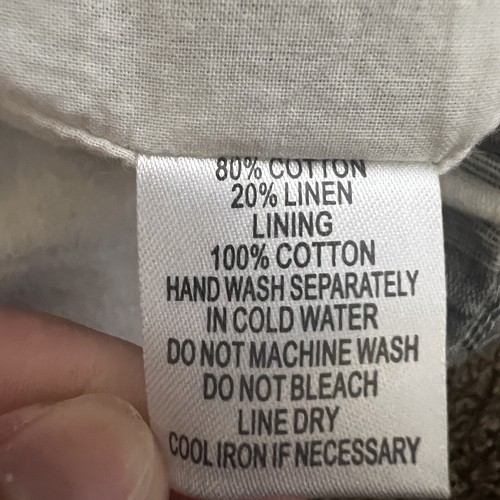 80% COTTON
20% LINEN
LINING
100% COTTON
HAND WASH SEPARATELY
IN COLD WATER
DO NOT MACHINE WASH
DO NOT BLEACH
LINE DRY
COOL IRON IF NECESSARY